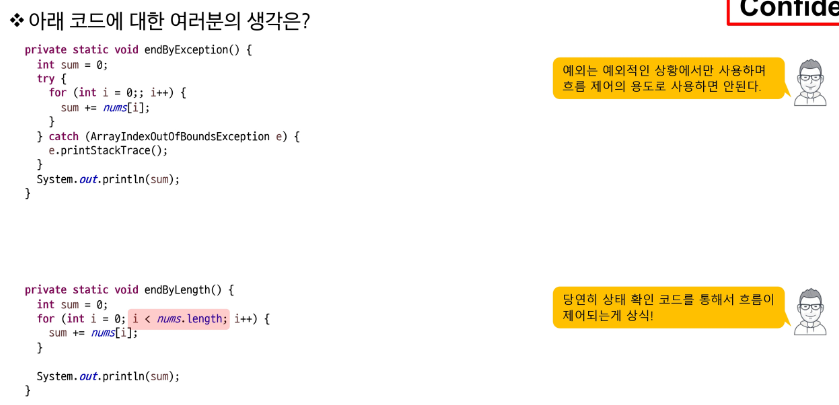 Confide
❖ 아래 코드에 대한 여러분의 생각은?
private static void endByException() {
int sum = 0;
try {
for (int i = 0;; i++) {
sum += nums[i];
}
} catch (ArrayIndexOutOfBoundsException e) {
e.printStackTrace();
}
System.out.println(sum);
}
예외는 예외적인 상황에서만 사용하며
흐름 제어의 용도로 사용하면 안된다.
private static void endByLength() {
int sum = 0;
for (int i = 0; i < nums.length; i++) {
sum += nums[i];
}
System.out.println(sum);
}
당연히 상태 확인 코드를 통해서 흐름이
제어되는게 상식!